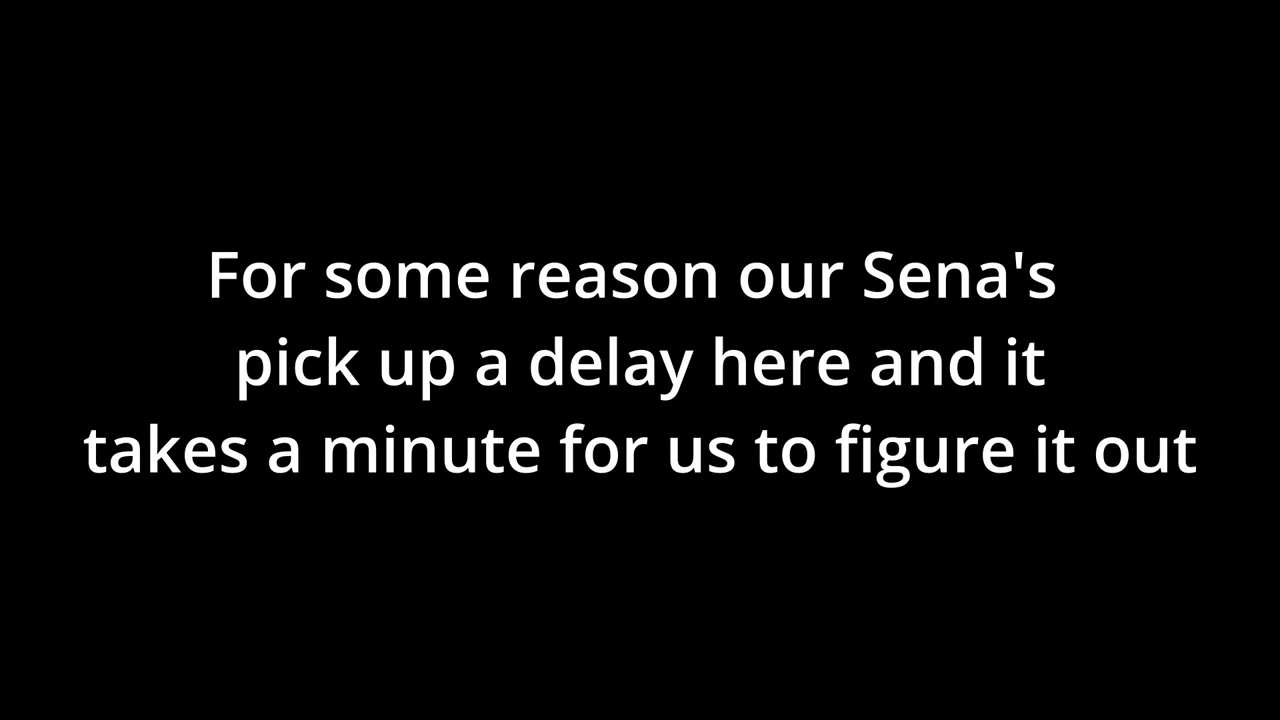 For some reason our Sena's
pick up a delay here and it
takes a minute for us to figure it out